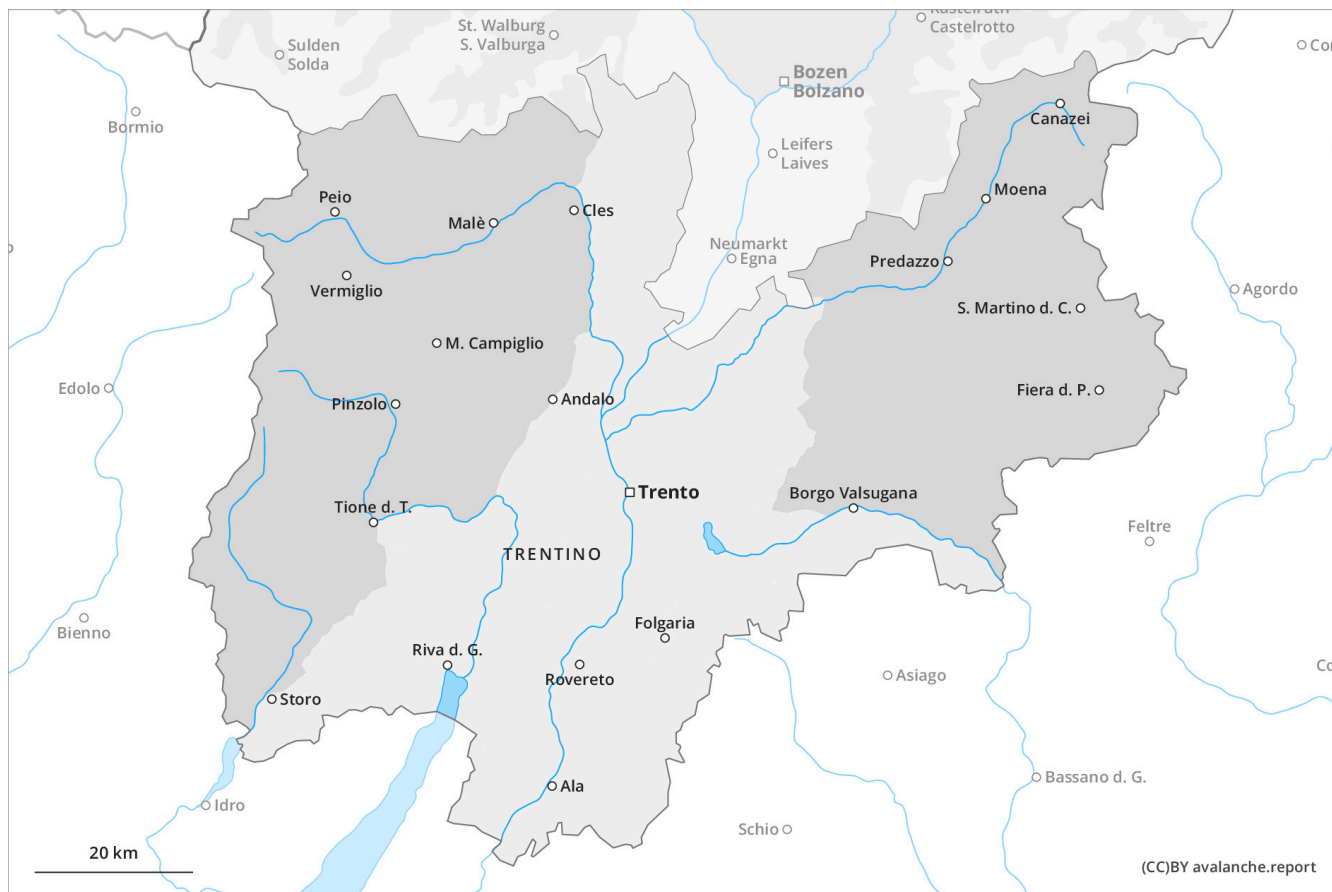 Kastelruth
Castelrotto
St. Walburg
S. Valburga
Sulden
Solda
Bozen
Bolzano
Bormio
Canazei
Leifers
Laives
Peio
Moena
Malè
Cles
Neumarkt
Egna
Predazzo
Vermiglio
Agordo
S. Martino d. C.
M. Campiglio
Edolo
Fiera d. P.
Pinzolo
Andalo
Trento
Borgo Valsugana
Tione d. T.
Feltre
TRENTINO
Bienno
Folgaria
Riva d. G.
Rovereto
Asiago
Storo
Bassano d. G.
Ala
Idro
Schio
20 km
(CC)BY avalanche.report